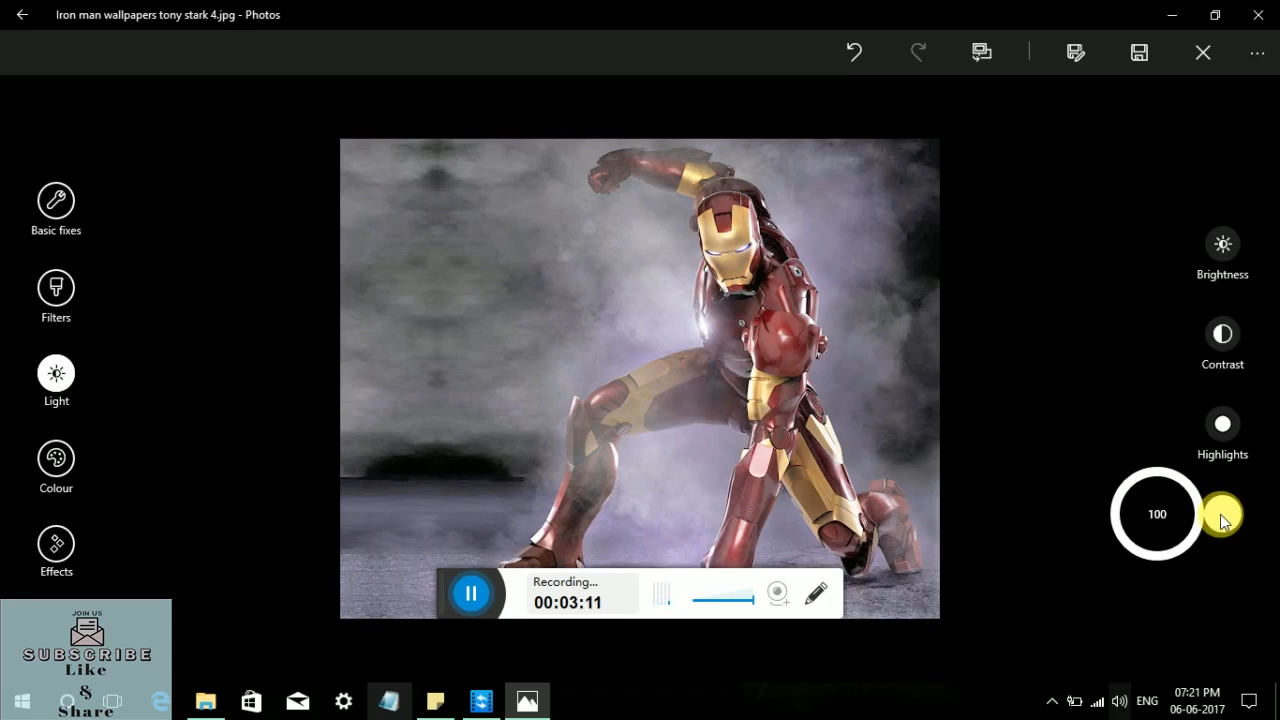 Iron man wallpapers tony stark 4.jpg - Photos
Basic fixes
Filters
Light
Colour
Effects
Brightness
Contrast
Highlights
100
Recording...
00:03:11
JOIN US
SUBSCRIBE
Like
&
Share
ENG
07:21 PM
06-06-2017